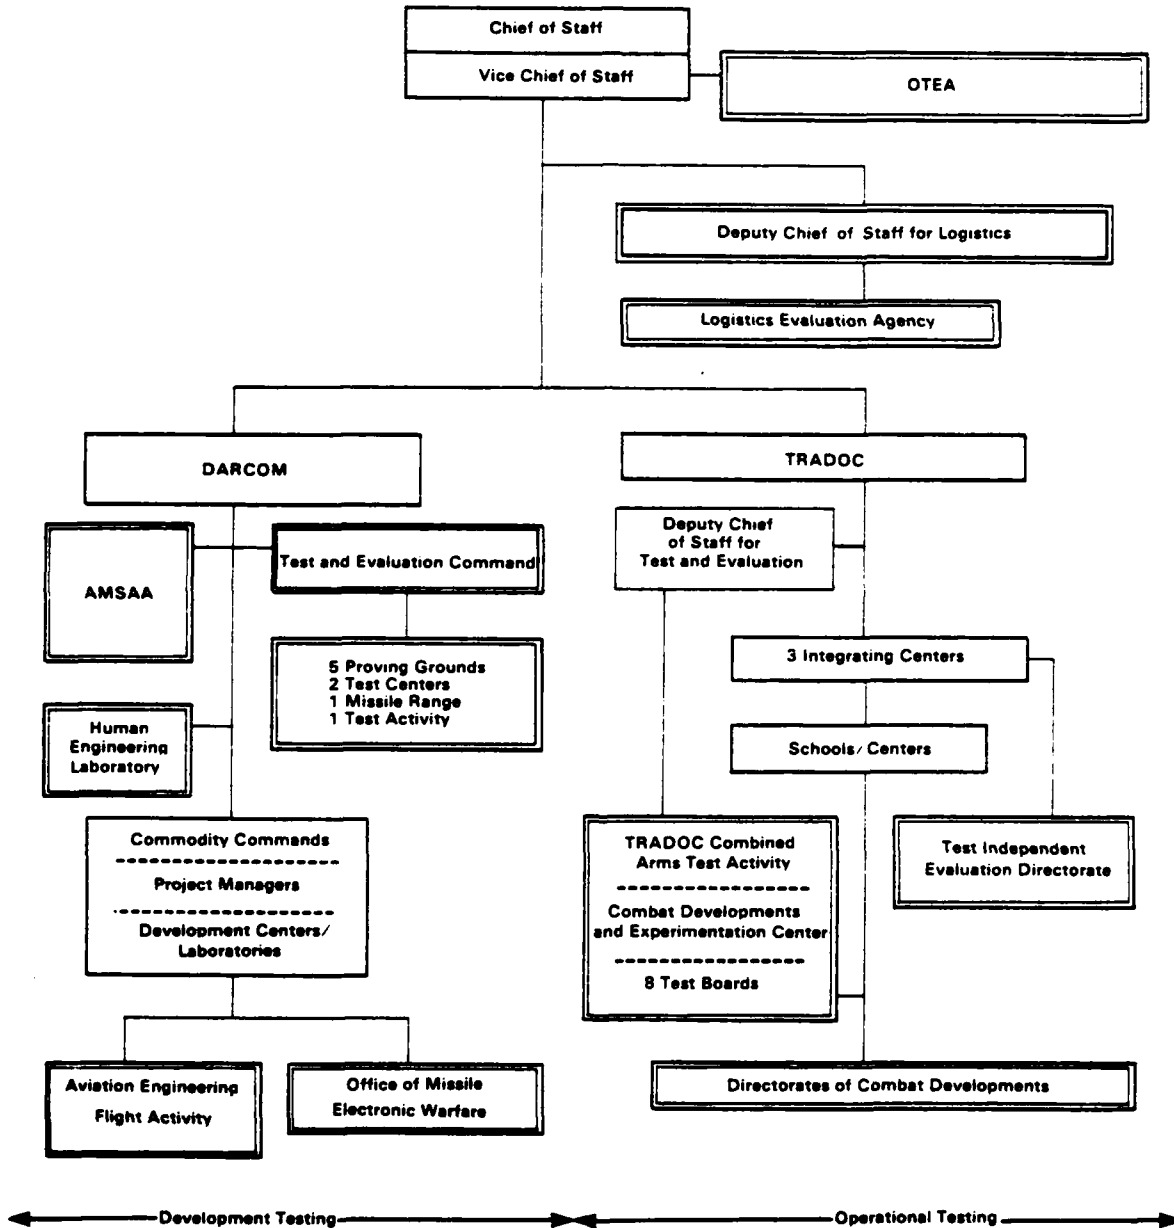 Chief of Staff
Vice Chief of Staff
OTEA
Deputy Chief of Staff for Logistics
Logistics Evaluation Agency
DARCOM
TRADOC
AMSAA
Test and Evaluation Command
5 Proving Grounds
2 Test Centers
1 Missile Range
1 Test Activity
Human
Engineering
Laboratory
Commodity Commands
Project Managers
Development Centers/
Laboratories
Aviation Engineering
Flight Activity
Office of Missile
Electronic Warfare
Deputy Chief
of Staff for
Test and Evaluation
3 Integrating Centers
Schools/Centers
TRADOC Combined
Arms Test Activity
Combat Developments
and Experimentation Center
8 Test Boards
Test Independent
Evaluation Directorate
Directorates of Combat Developments
Development Testing
Operational Testing